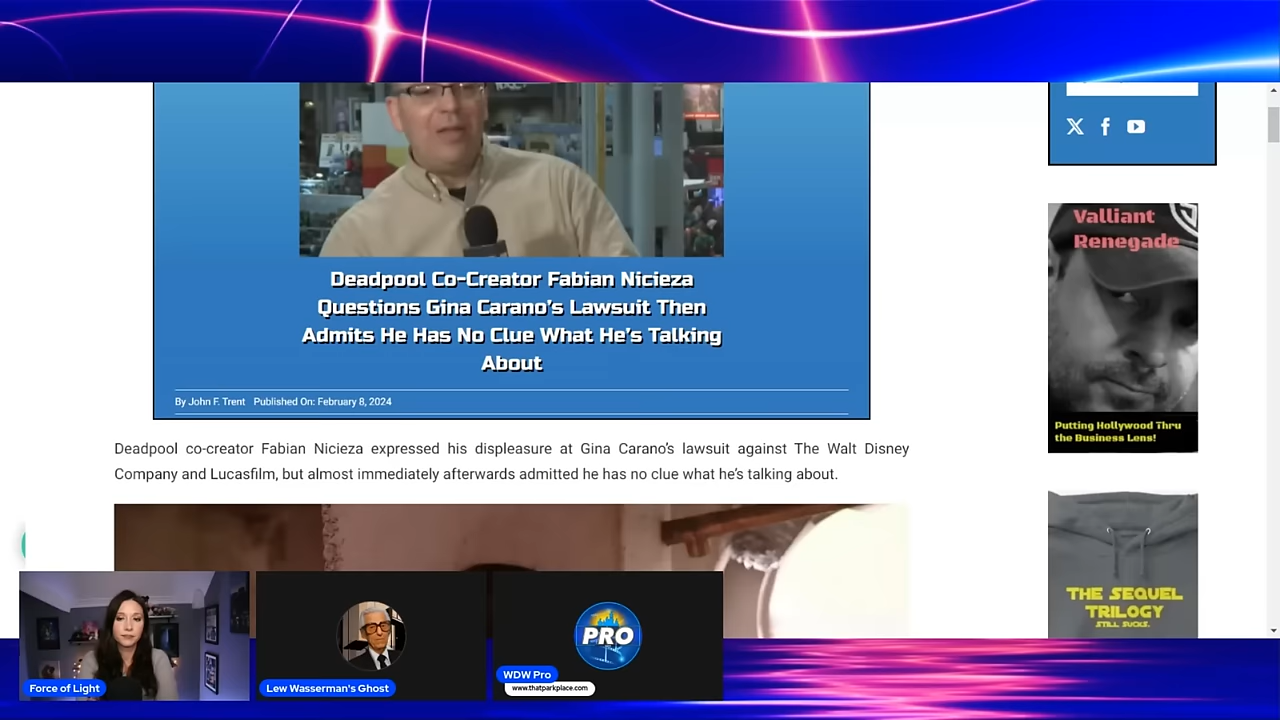 Deadpool Co-Creator Fabian Nicieza
Questions Gina Carano's Lawsuit Then
Admits He Has No Clue What He's Talking
About
By John F. Trent Published On: February 8, 2024
Deadpool co-creator Fabian Nicieza expressed his displeasure at Gina Carano's lawsuit against The Walt Disney
Company and Lucasfilm, but almost immediately afterwards admitted he has no clue what he's talking about.
Valliant
Renegade
Putting Hollywood Thru
the Business Lens!
THE SEQUEL
TRILOGY
STILL SUCKS.
Force of Light
Lew Wasserman's Ghost
PRO
WDW Pro
www.thatparkplace.com